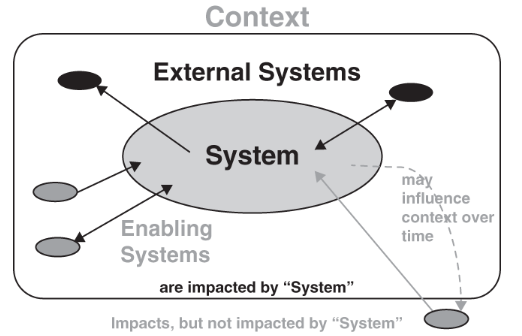 Context
External Systems
System
may
influence
context over
time
Enabling
Systems
are impacted by “System”
Impacts, but not impacted by “System”